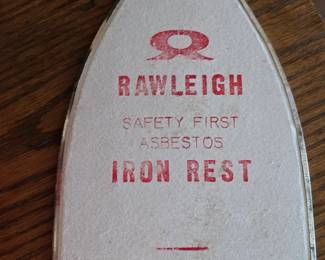 RAWLEIGH
SAFETY FIRST
ASBESTOS
IRON REST